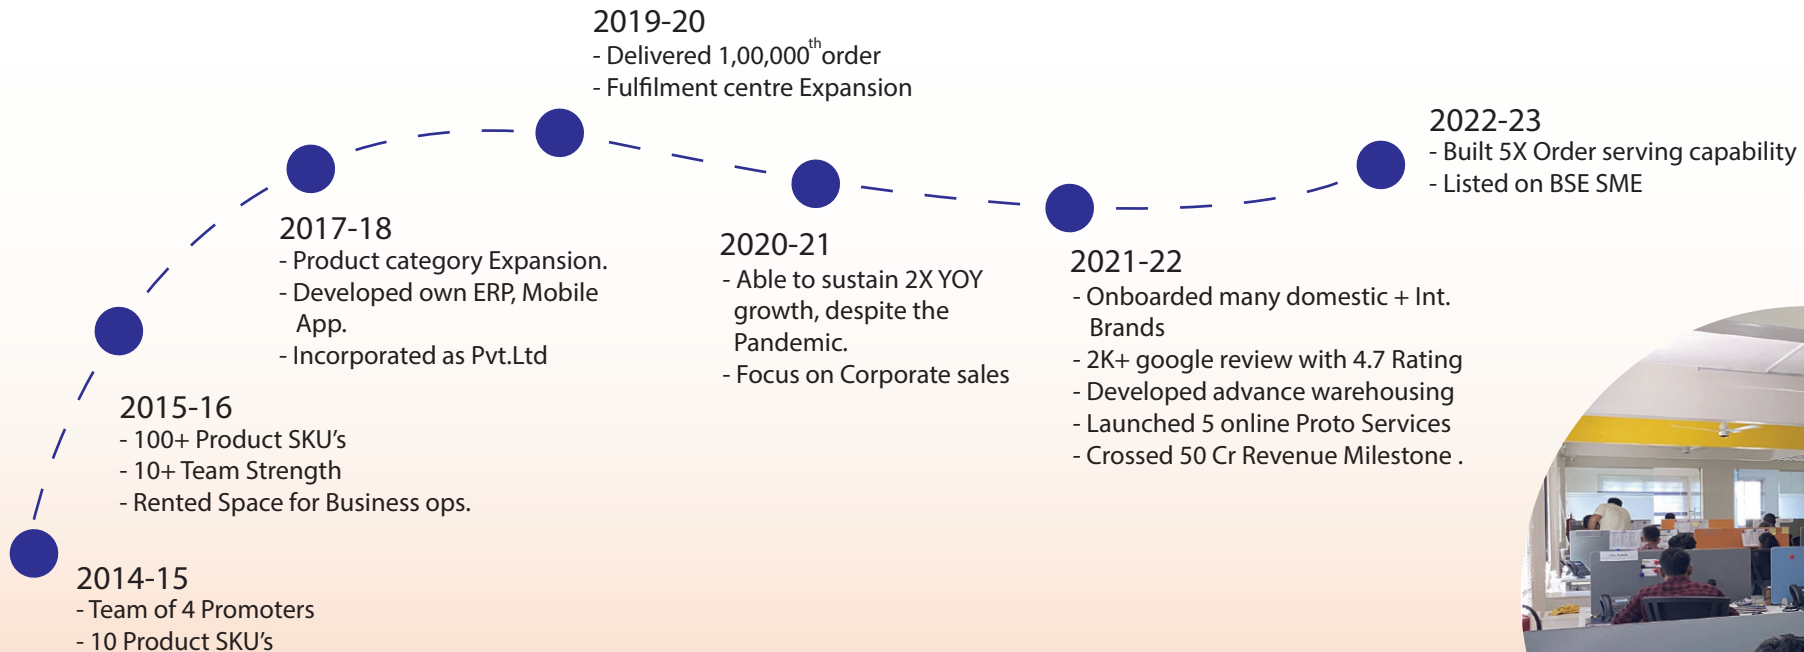 2019-20
- Delivered 1,00,000th order
- Fulfilment centre Expansion
2022-23
- Built 5X Order serving capability
- Listed on BSE SME
2017-18
- Product category Expansion.
- Developed own ERP, Mobile
App.
- Incorporated as Pvt.Ltd
2020-21
- Able to sustain 2X YOY
growth, despite the
Pandemic.
- Focus on Corporate sales
2021-22
- Onboarded many domestic + Int.
Brands
- 2K+ google review with 4.7 Rating
- Developed advance warehousing
- Launched 5 online Proto Services
- Crossed 50 Cr Revenue Milestone .
2015-16
- 100+ Product SKU's
- 10+ Team Strength
- Rented Space for Business ops.
2014-15
- Team of 4 Promoters
- 10 Product SKU's